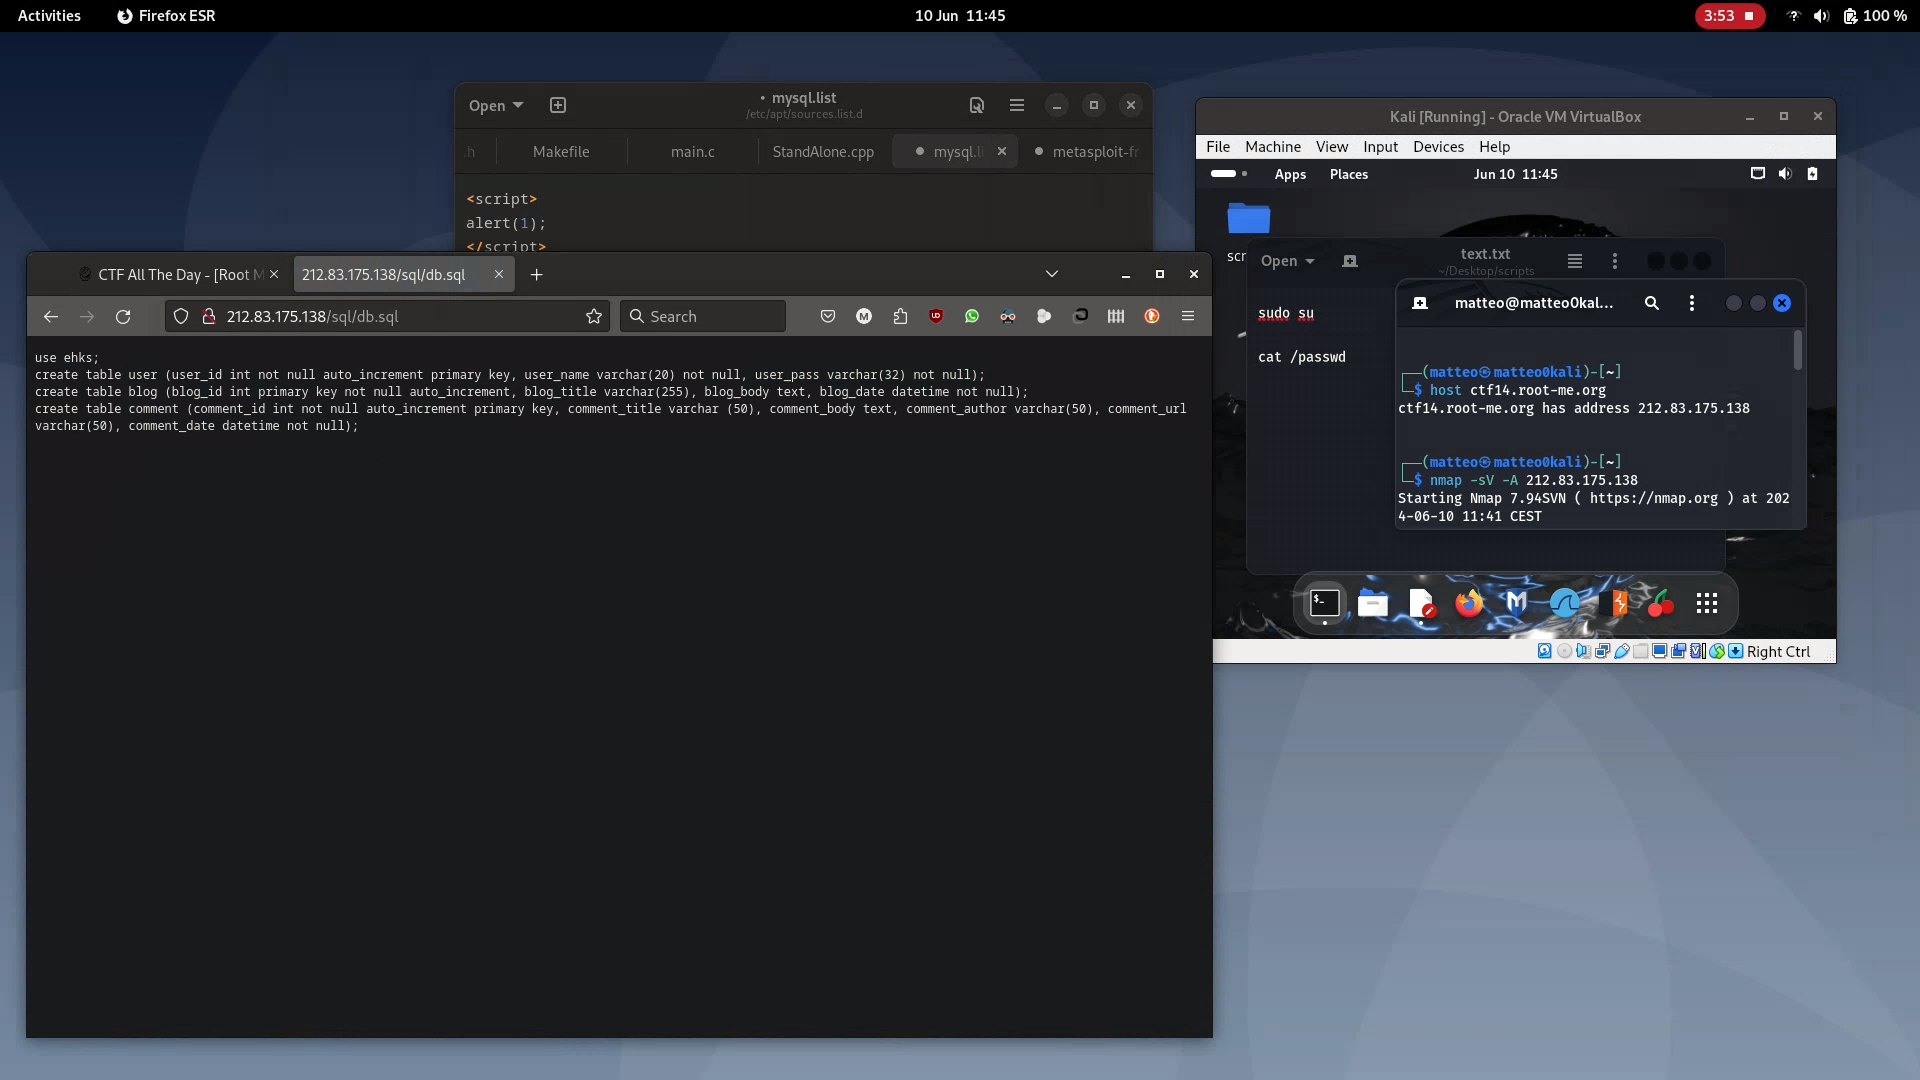 Activities
Firefox ESR
10 Jun 11:45
3:53
100 %
Open
• mysql.list
/etc/apt/sources.list.d
.h
Makefile
main.c
StandAlone.cpp
mysql.li
metasploit-fr
<script>
alert(1);
</script>
CTF All The Day - [Root M
212.83.175.138/sql/db.sql
212.83.175.138/sql/db.sql
Search
use ehks;
create table user (user_id int not null auto_increment primary key, user_name varchar(20) not null, user_pass varchar(32) not null);
create table blog (blog_id int primary key not null auto_increment, blog_title varchar(255), blog_body text, blog_date datetime not null);
create table comment (comment_id int not null auto_increment primary key, comment_title varchar (50), comment_body text, comment_author varchar(50), comment_url
varchar(50), comment_date datetime not null);
Kali [Running] - Oracle VM VirtualBox
File Machine View Input Devices Help
Apps Places
Jun 10 11:45
scr
Open
text.txt
~/Desktop/scripts
sudo su
cat /passwd
matteo@matteo0kal...
┌──(matteo㉿matteo0kali)-[~]
└─$ host ctf14.root-me.org
ctf14.root-me.org has address 212.83.175.138
┌──(matteo㉿matteo0kali)-[~]
└─$ nmap -sV -A 212.83.175.138
Starting Nmap 7.94SVN ( https://nmap.org ) at 202
4-06-10 11:41 CEST
Right Ctrl